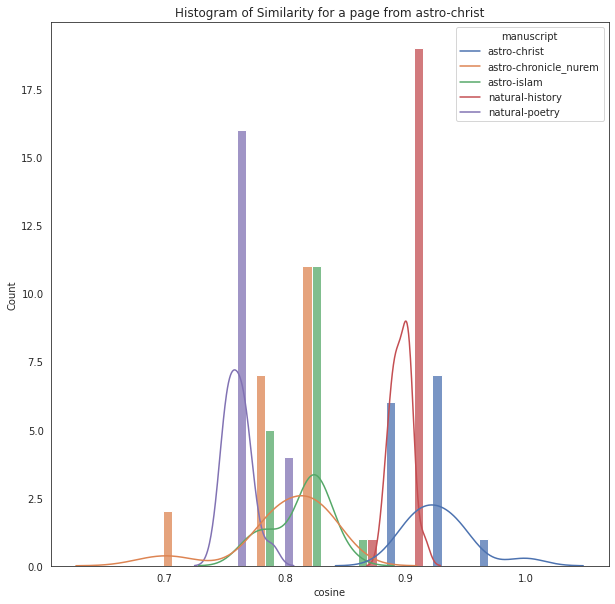 Histogram of Similarity for a page from astro-christ
manuscript
astro-christ
astro-chronicle_nurem
astro-islam
natural-history
natural-poetry
17.5
15.0
12.5
10.0
7.5
5.0
2.5
0.0
Count
0.7 0.8 0.9 1.0
cosine